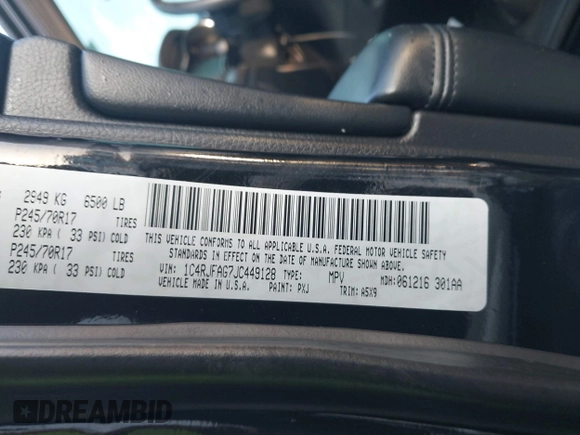 2949 KG 6500 LB
P245/70R17 TIRES
230 KPA ( 33 PSI) COLD
P245/70R17 TIRES
230 KPA ( 33 PSI) COLD
THIS VEHICLE CONFORMS TO ALL APPLICABLE U.S.A. FEDERAL MOTOR VEHICLE SAFETY
STANDARDS IN EFFECT ON THE DATE OF MANUFACTURE SHOWN ABOVE.
VIN: 1C4RJFAG7JC449128 TYPE: MPV MDH: 061216 301AA
VEHICLE MADE IN U.S.A. PAINT: PXJ TRIM: A5X9
DREAMBID